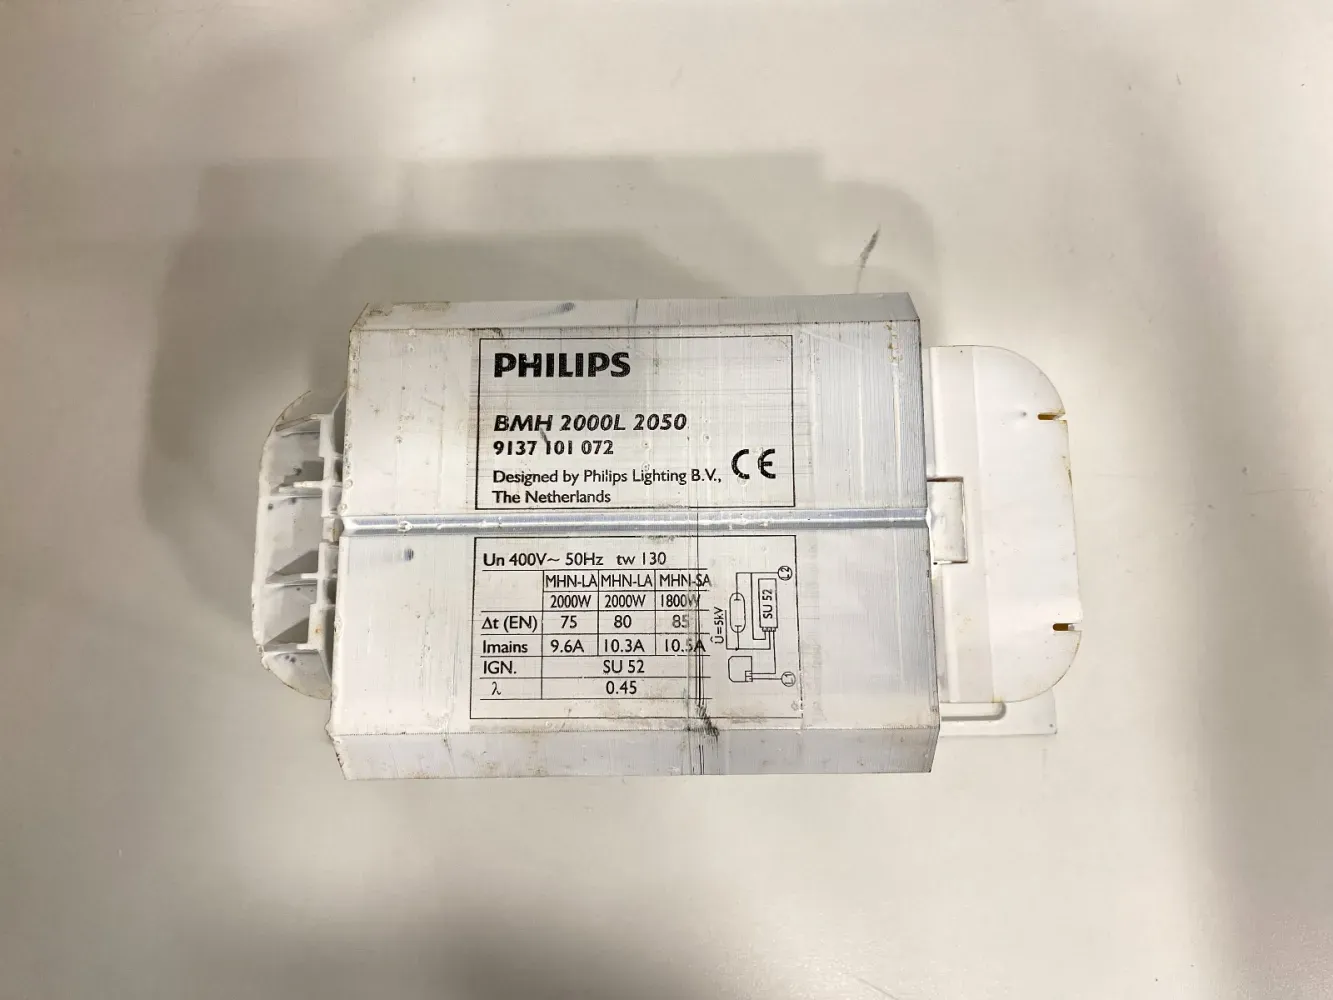 PHILIPS
BMH 2000L 2050
9137 101 072
Designed by Philips Lighting B.V., CE
The Netherlands
Un 400V~ 50Hz tw 130
MHN-LA MHN-LA MHN-SA
2000W 2000W 1800W
Δt (EN) 75 80 85
Imains 9.6A 10.3A 10.5A
IGN. SU 52
λ 0.45
Û=5kV
SU 52
L2
L1